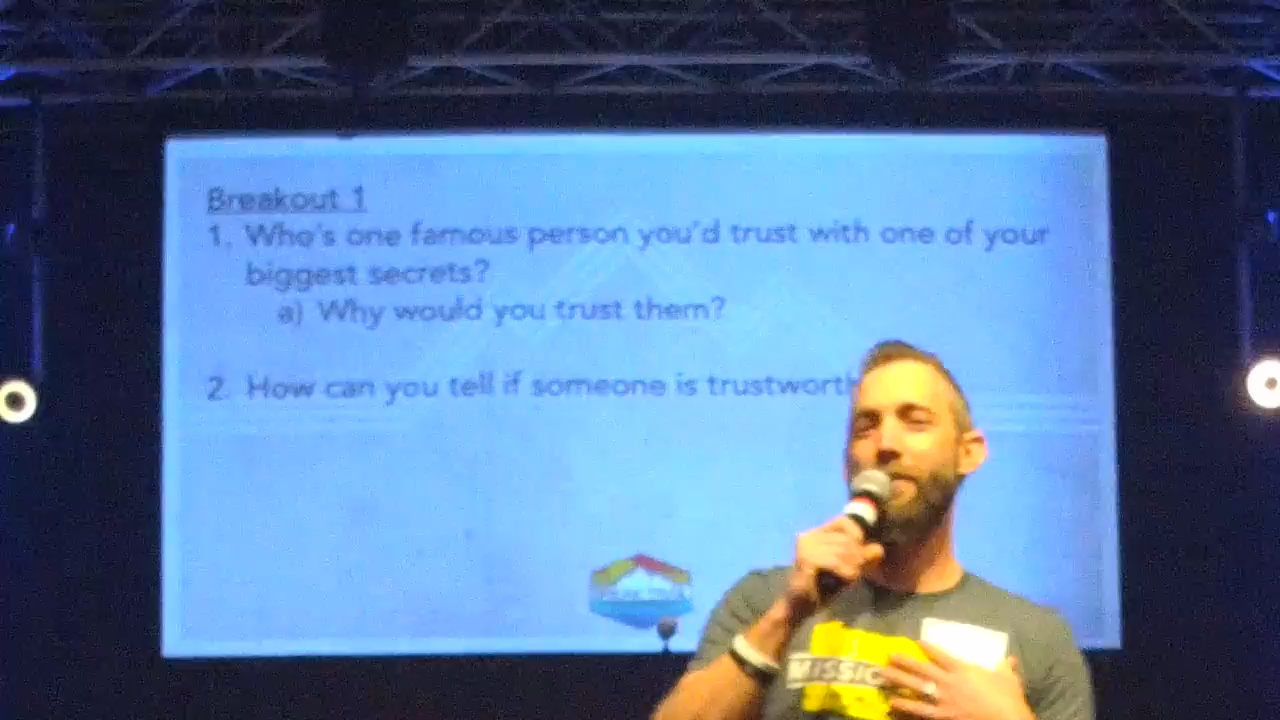 Breakout 1
1. Who's one famous person you'd trust with one of your
biggest secrets?
a) Why would you trust them?
2. How can you tell if someone is
MISSIO